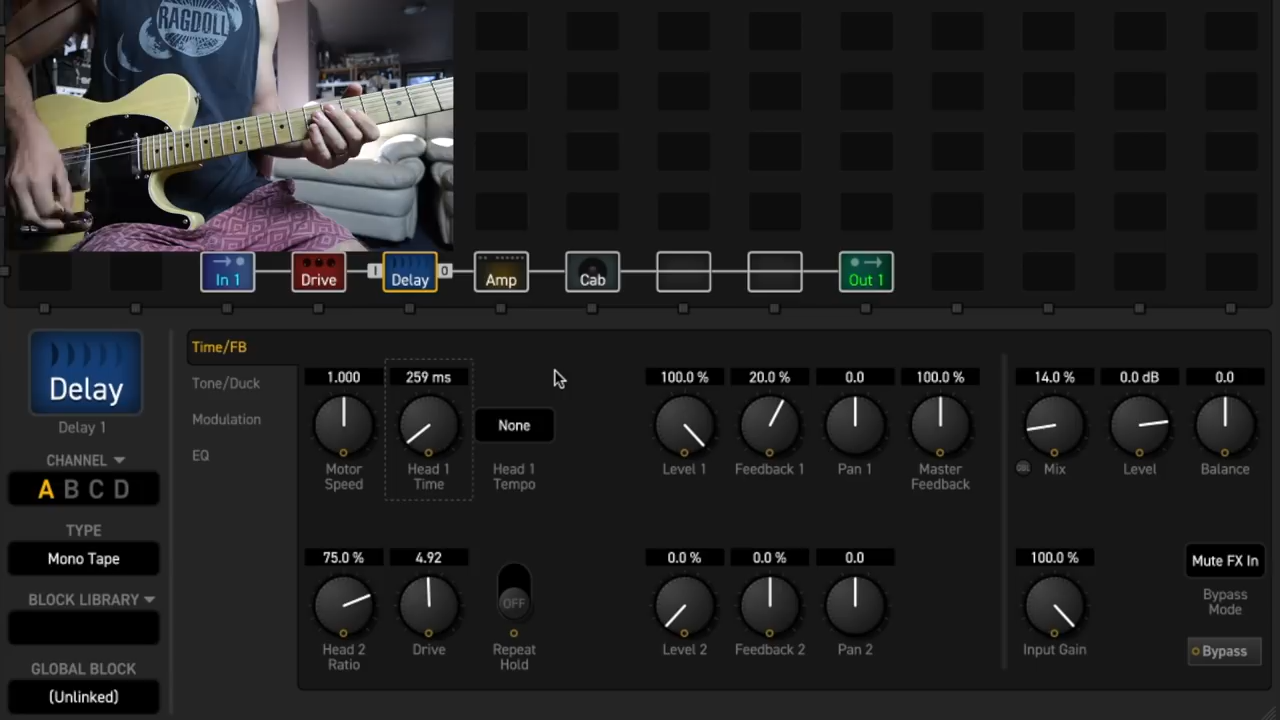 RAGDOLL
In 1
Drive
I
Delay
O
Amp
Cab
Out 1
Delay
Delay 1
CHANNEL
A B C D
TYPE
Mono Tape
BLOCK LIBRARY
GLOBAL BLOCK
(Unlinked)
Time/FB
Tone/Duck
Modulation
EQ
1.000
Motor
Speed
259 ms
Head 1
Time
None
Head 1
Tempo
100.0 %
Level 1
20.0 %
Feedback 1
0.0
Pan 1
100.0 %
Master
Feedback
14.0 %
Mix
0.0 dB
Level
0.0
Balance
75.0 %
Head 2
Ratio
4.92
Drive
OFF
Repeat
Hold
0.0 %
Level 2
0.0 %
Feedback 2
0.0
Pan 2
100.0 %
Input Gain
Mute FX In
Bypass
Mode
Bypass